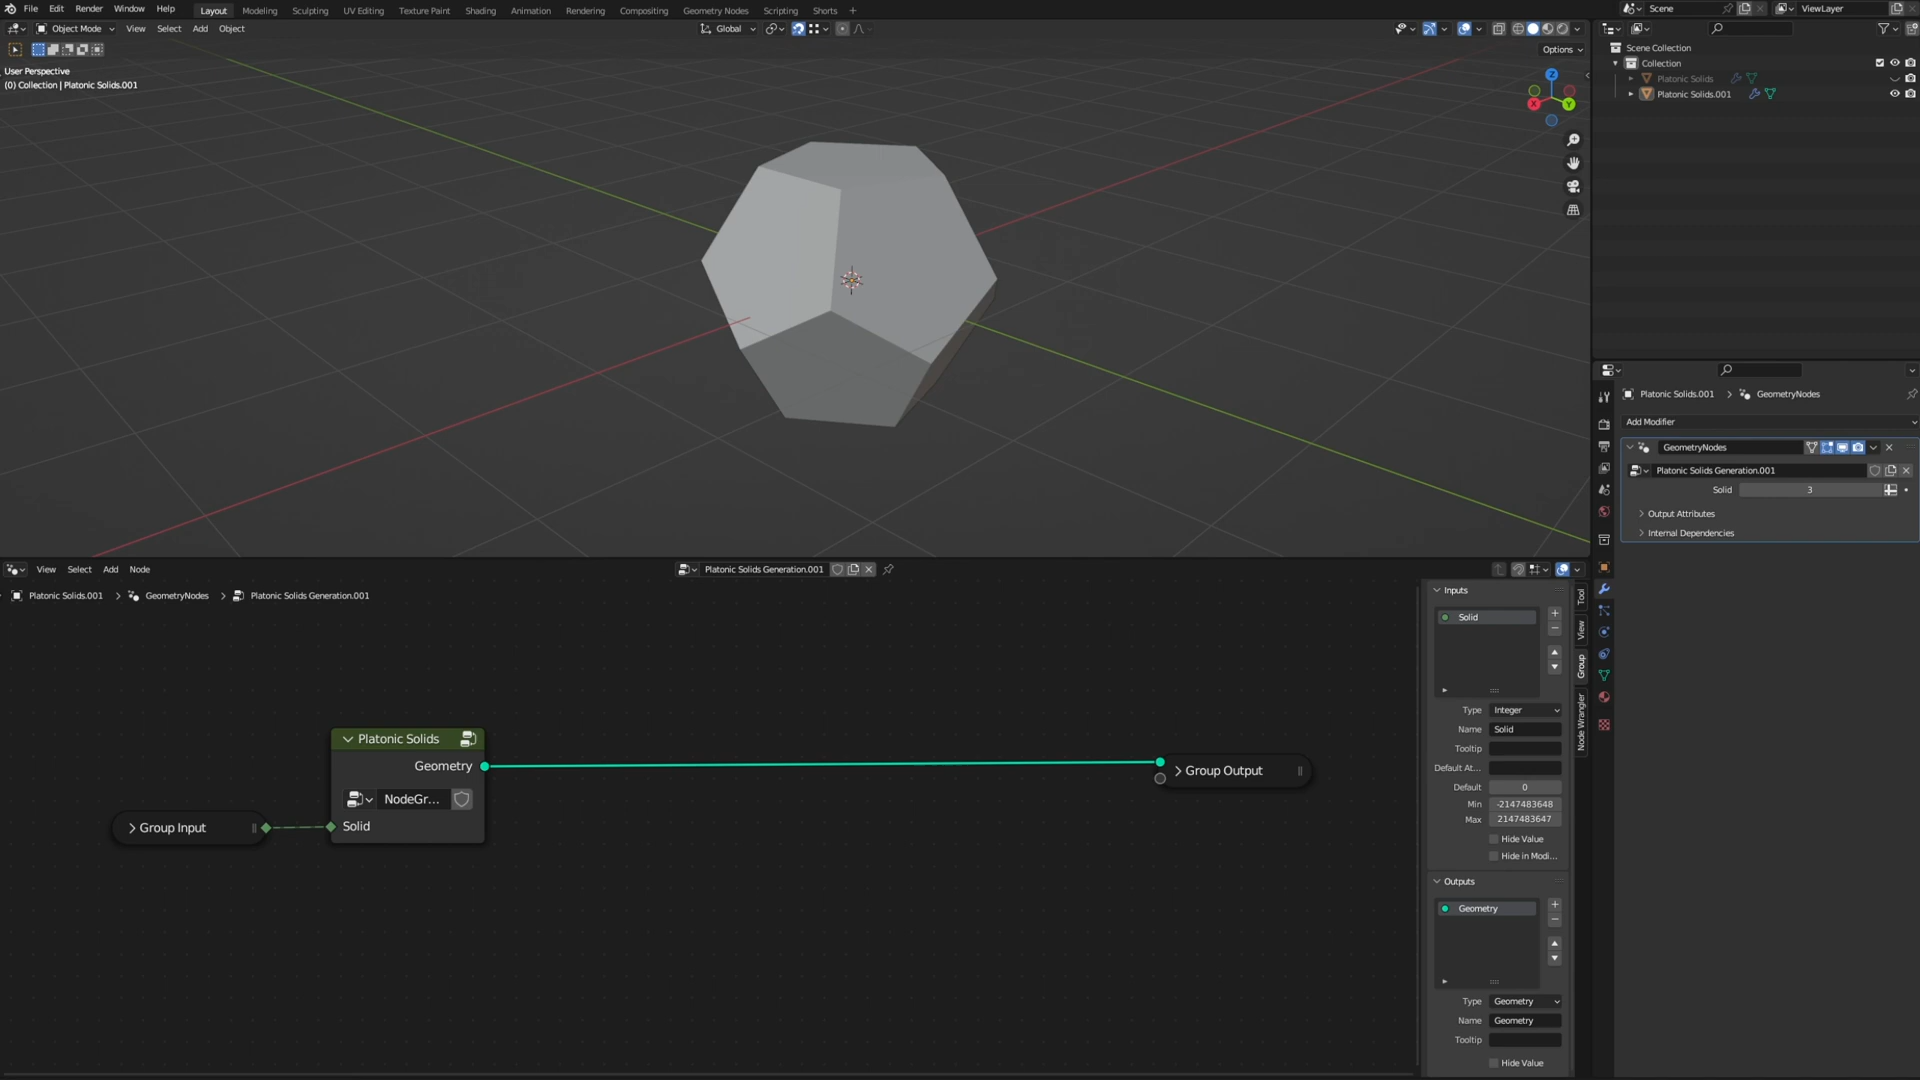 File Edit Render Window Help Layout Modeling Sculpting UV Editing Texture Paint Shading Animation Rendering Compositing Geometry Nodes Scripting Shorts + Scene ViewLayer
Object Mode View Select Add Object Global
Options
User Perspective
(0) Collection | Platonic Solids.001
Z
X Y
Scene Collection
Collection
Platonic Solids
Platonic Solids.001
Platonic Solids.001 > GeometryNodes
Add Modifier
GeometryNodes
Platonic Solids Generation.001
Solid 3
Output Attributes
Internal Dependencies
View Select Add Node Platonic Solids Generation.001
Platonic Solids.001 > GeometryNodes > Platonic Solids Generation.001
Platonic Solids
Geometry
NodeGr...
Solid
Group Input
Group Output
Inputs
Solid
Type Integer
Name Solid
Tooltip
Default At...
Default 0
Min -2147483648
Max 2147483647
Hide Value
Hide in Modi...
Outputs
Geometry
Type Geometry
Name Geometry
Tooltip
Hide Value
Tool
View
Group
Node Wrangler